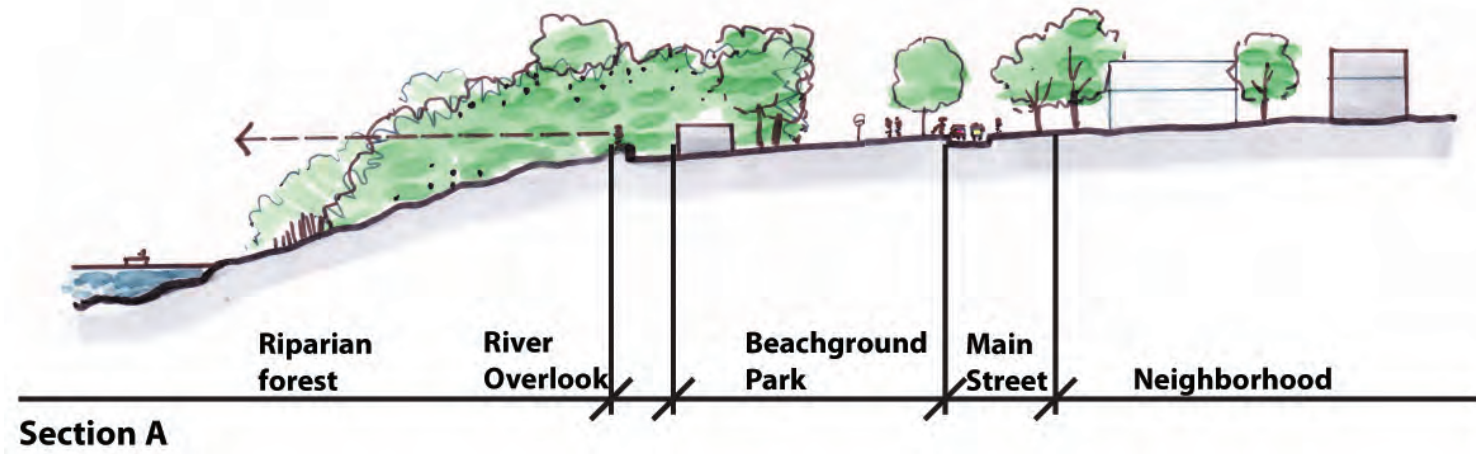 Riparian
forest
River
Overlook
Beachground
Park
Main
Street
Neighborhood
Section A